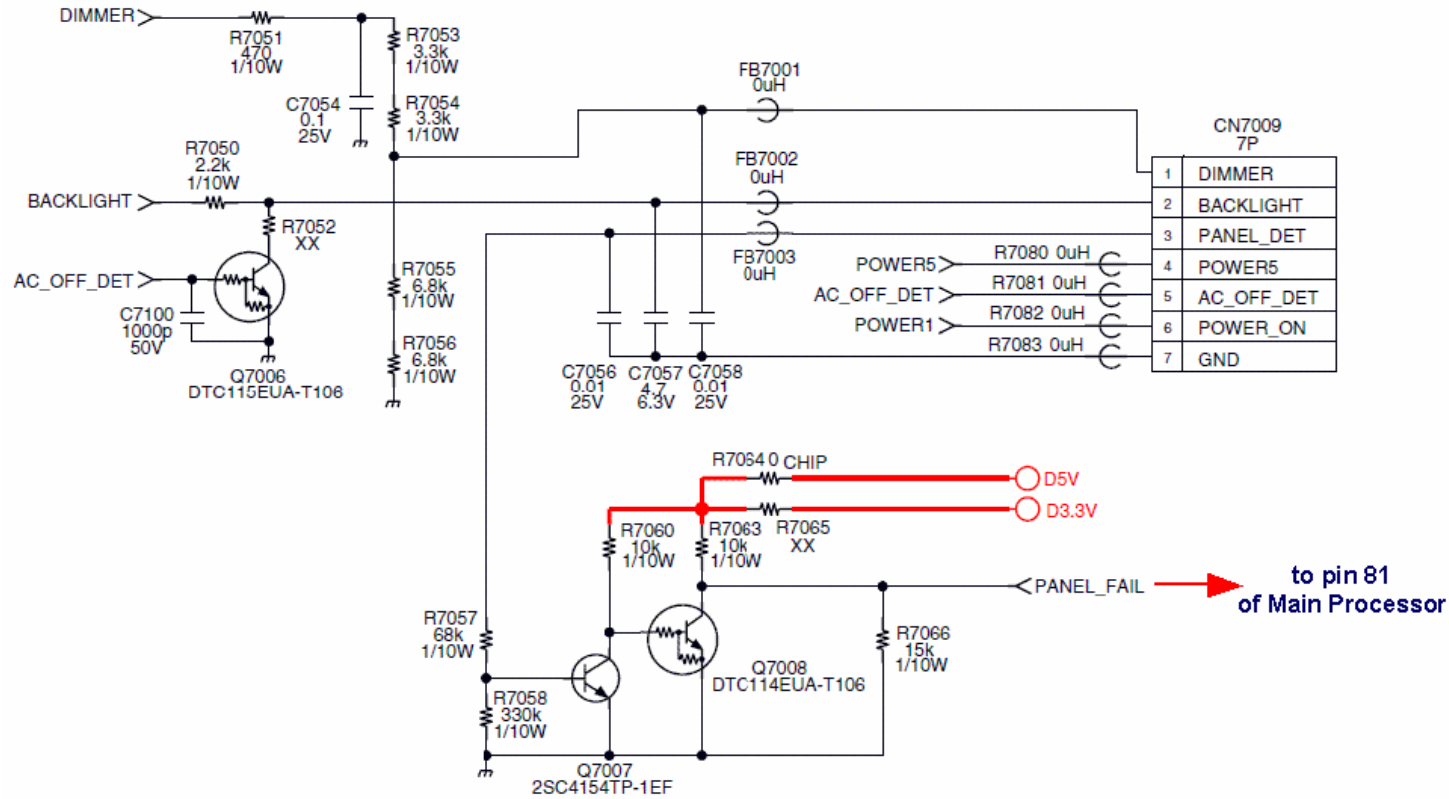 DIMMER
R7051
470
1/10W
R7053
3.3k
1/10W
C7054
0.1
25V
R7054
3.3k
1/10W
FB7001
0uH
CN7009
7P
R7050
2.2k
1/10W
BACKLIGHT
R7052
XX
FB7002
0uH
FB7003
0uH
1 DIMMER
2 BACKLIGHT
3 PANEL_DET
4 POWER5
5 AC_OFF_DET
6 POWER_ON
7 GND
AC_OFF_DET
C7100
1000p
50V
Q7006
DTC115EUA-T106
R7055
6.8k
1/10W
R7056
6.8k
1/10W
POWER5
R7080 0uH
AC_OFF_DET
R7081 0uH
POWER1
R7082 0uH
R7083 0uH
C7056
0.01
25V
C7057
4.7
6.3V
C7058
0.01
25V
R7064 0 CHIP
D5V
D3.3V
R7060
10k
1/10W
R7063
10k
1/10W
R7065
XX
PANEL_FAIL
to pin 81
of Main Processor
R7057
68k
1/10W
R7066
15k
1/10W
Q7008
DTC114EUA-T106
R7058
330k
1/10W
Q7007
2SC4154TP-1EF